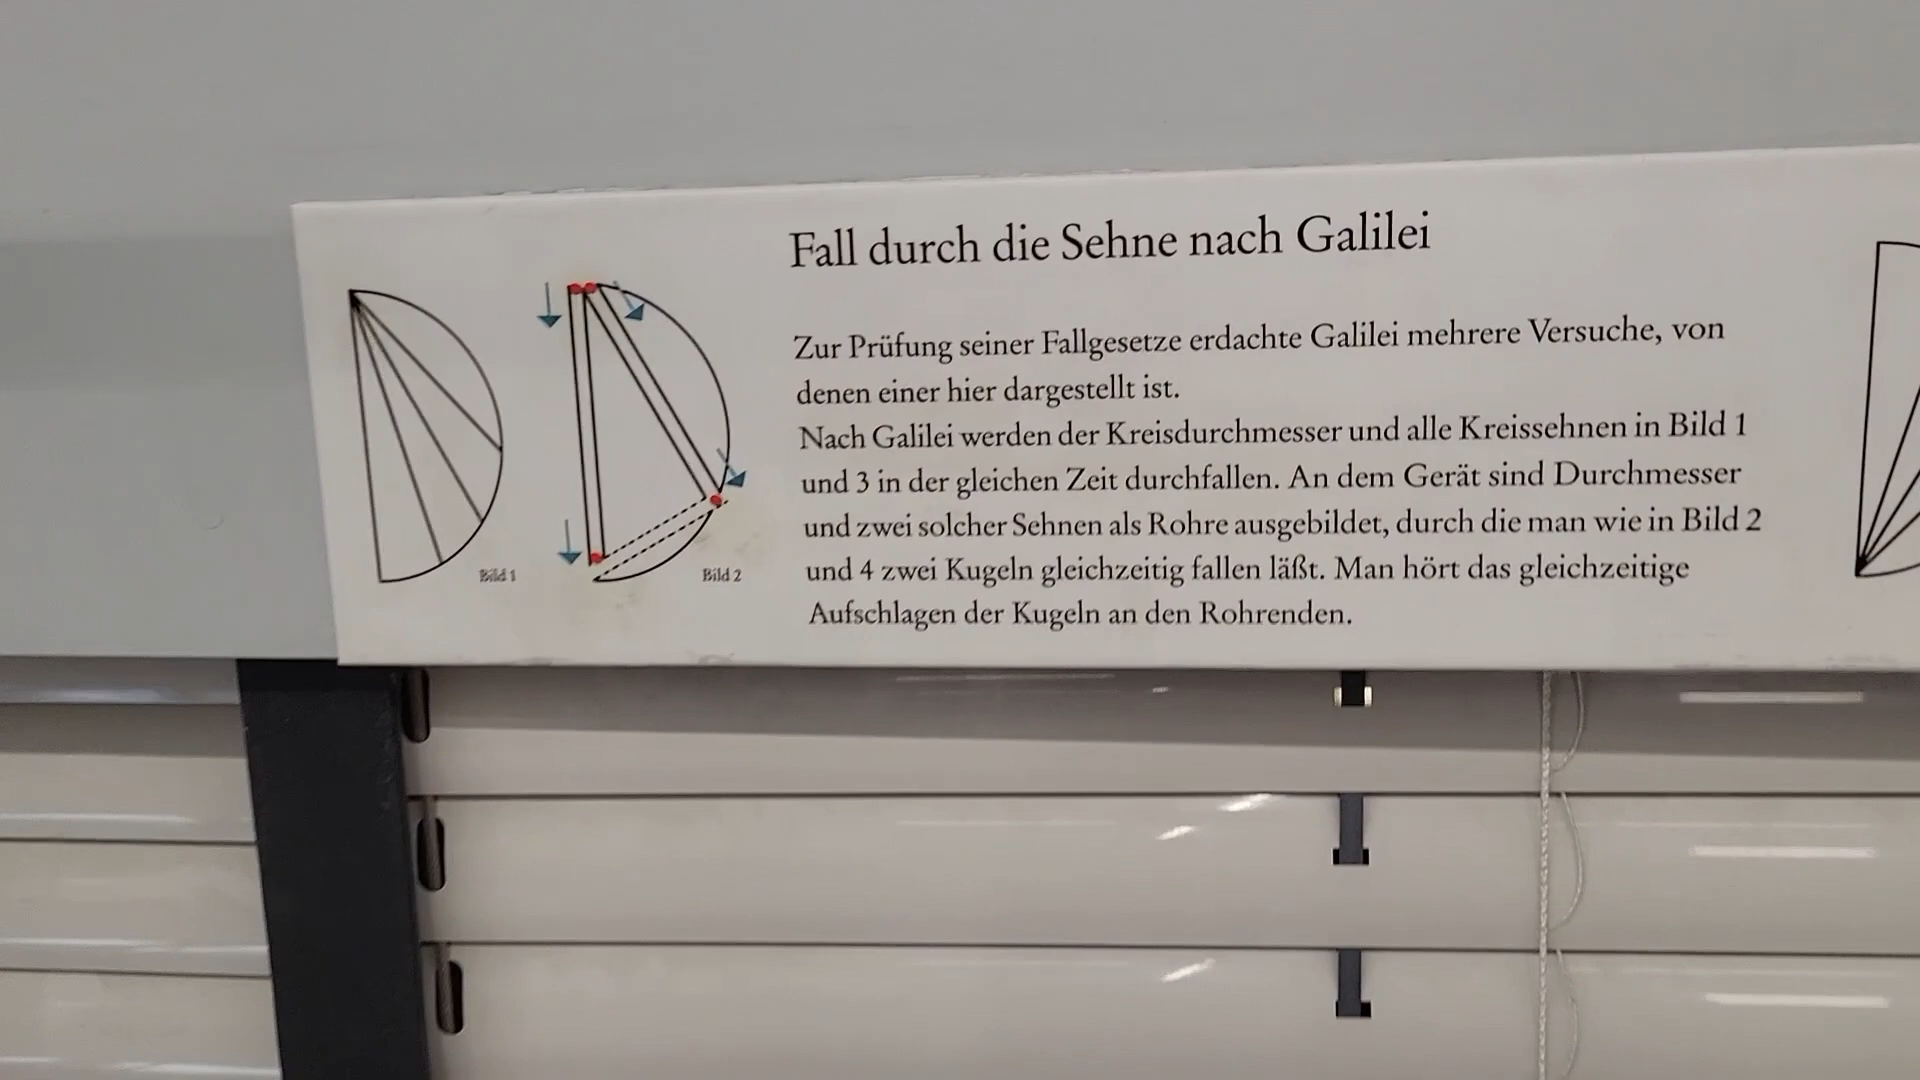 Fall durch die Sehne nach Galilei
Zur Prüfung seiner Fallgesetze erdachte Galilei mehrere Versuche, von
denen einer hier dargestellt ist.
Nach Galilei werden der Kreisdurchmesser und alle Kreissehnen in Bild 1
und 3 in der gleichen Zeit durchfallen. An dem Gerät sind Durchmesser
und zwei solcher Sehnen als Rohre ausgebildet, durch die man wie in Bild 2
und 4 zwei Kugeln gleichzeitig fallen läßt. Man hört das gleichzeitige
Aufschlagen der Kugeln an den Rohrenden.
Bild 1
Bild 2